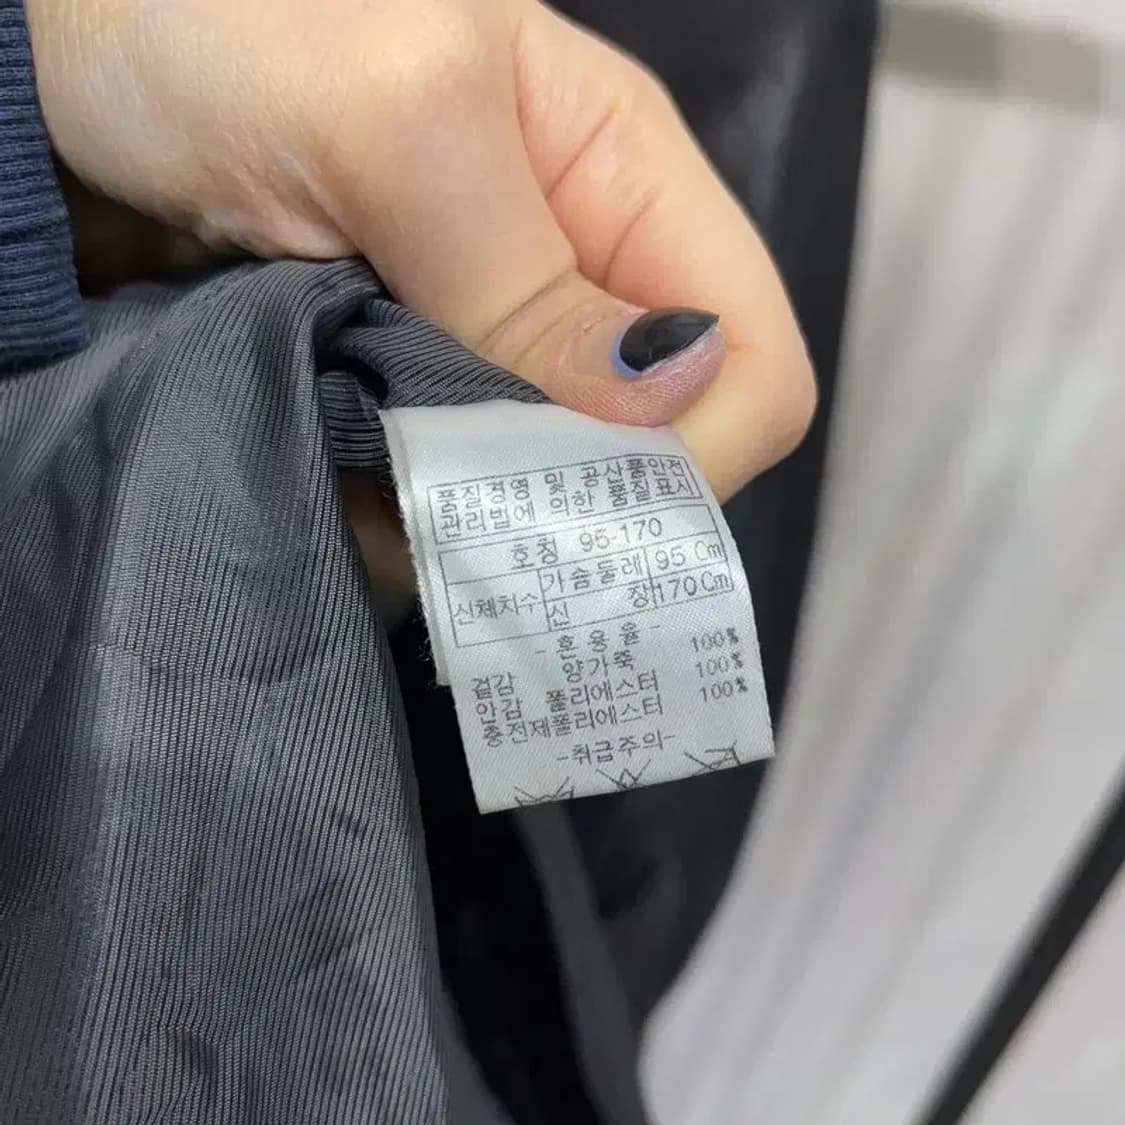 품질경영 및 공산품안전
관리법에 의한 품질표시
호칭 95-170
신체치수 가슴둘레 95 Cm
신 장 170 Cm
- 혼용율 -
겉감 양가죽 100%
안감 폴리에스터 100%
충전제폴리에스터 100%
-취급주의-